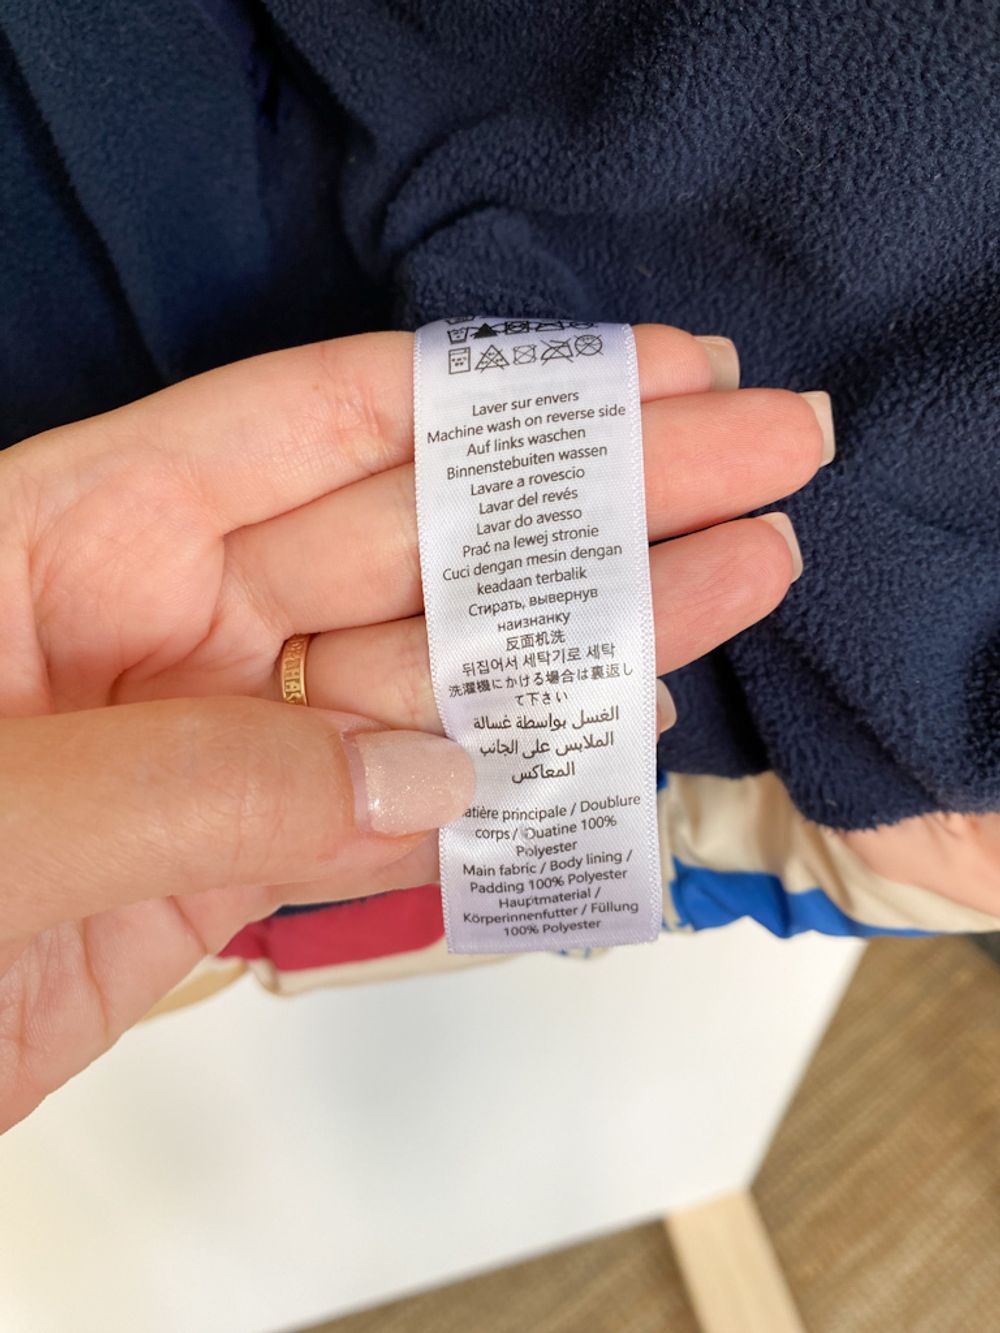 Laver sur envers
Machine wash on reverse side
Auf links waschen
Binnenstebuiten wassen
Lavare a rovescio
Lavar del revés
Lavar do avesso
Prać na lewej stronie
Cuci dengan mesin dengan
keadaan terbalik
Стирать, вывернув
наизнанку
反面机洗
뒤집어서 세탁기로 세탁
洗濯機にかける場合は裏返し
て下さい
الغسل بواسطة غسالة
الملابس على الجانب
المعاكس
principale / Doublure
corps / Ouatine 100%
Polyester
Main fabric / Body lining /
Padding 100% Polyester
Hauptmaterial /
Körperinnenfutter / Füllung
100% Polyester